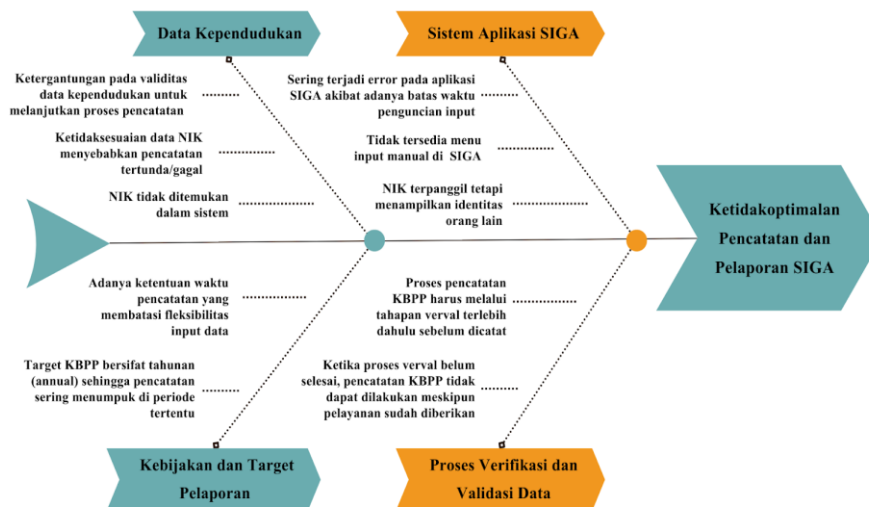 Data Kependudukan
Sistem Aplikasi SIGA
Ketergantungan pada validitas
data kependudukan untuk
melanjutkan proses pencatatan
Ketidaksesuaian data NIK
menyebabkan pencatatan
tertunda/gagal
NIK tidak ditemukan
dalam sistem
Sering terjadi error pada aplikasi
SIGA akibat adanya batas waktu
penguncian input
Tidak tersedia menu
input manual di SIGA
NIK terpanggil tetapi
menampilkan identitas
orang lain
Ketidakoptimalan
Pencatatan dan
Pelaporan SIGA
Adanya ketentuan waktu
pencatatan yang
membatasi fleksibilitas
input data
Target KBPP bersifat tahunan
(annual) sehingga pencatatan
sering menumpuk di periode
tertentu
Proses pencatatan
KBPP harus melalui
tahapan verval terlebih
dahulu sebelum dicatat
Ketika proses verval belum
selesai, pencatatan KBPP tidak
dapat dilakukan meskipun
pelayanan sudah diberikan
Kebijakan dan Target
Pelaporan
Proses Verifikasi dan
Validasi Data